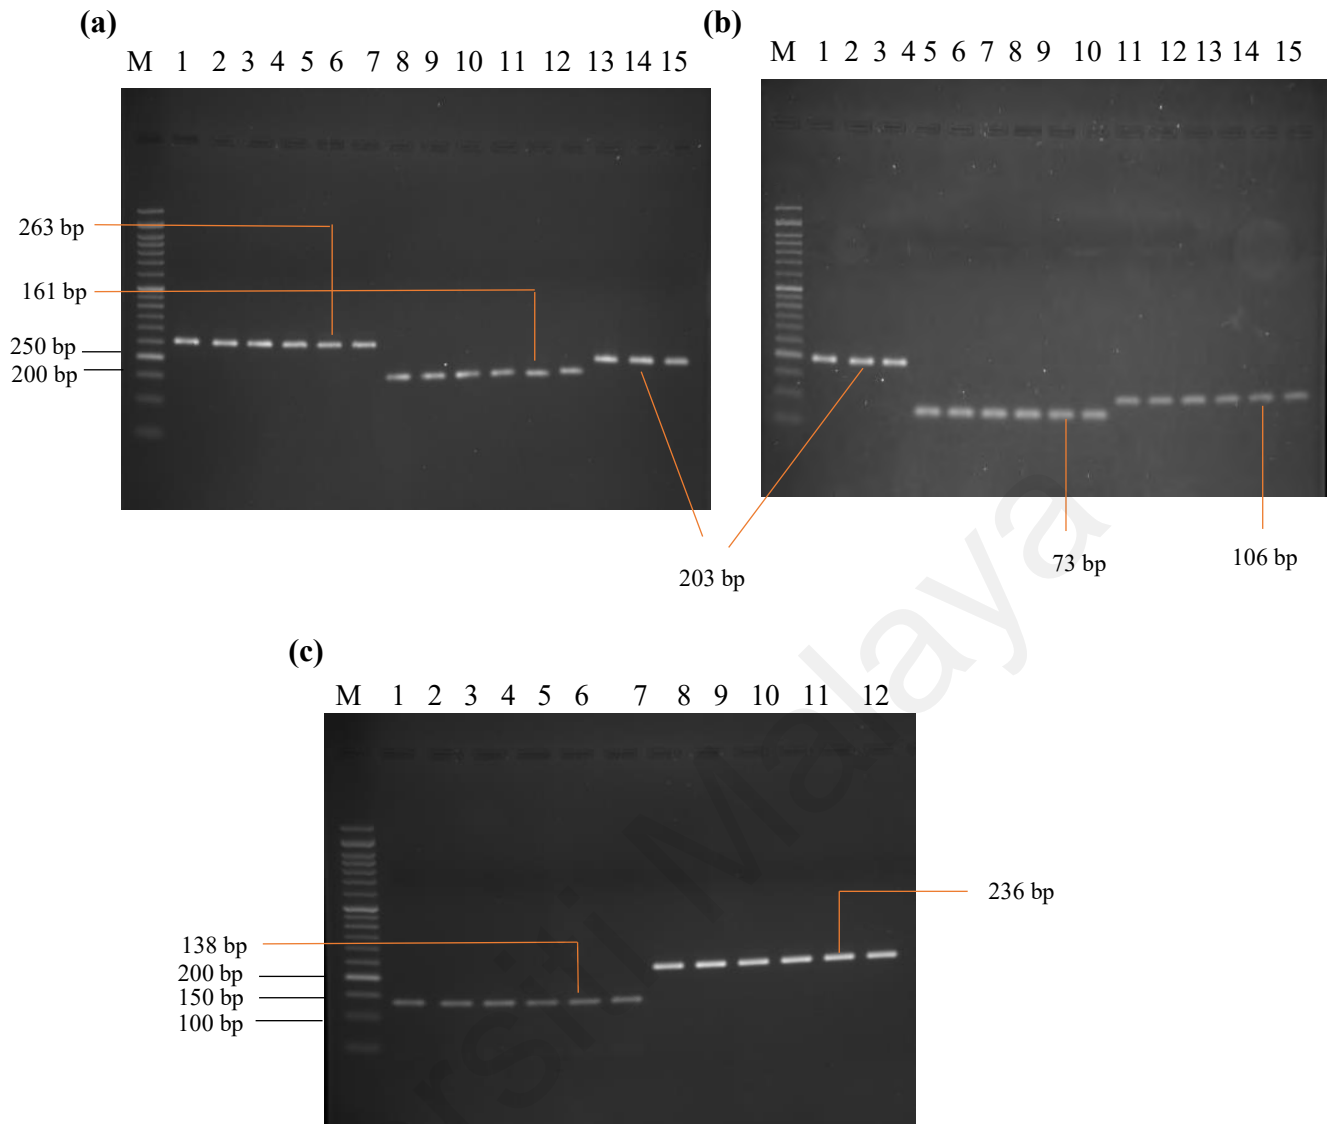 (a)
M 1 2 3 4 5 6 7 8 9 10 11 12 13 14 15
263 bp
161 bp
250 bp
200 bp
(b)
M 1 2 3 4 5 6 7 8 9 10 11 12 13 14 15
203 bp
73 bp
106 bp
(c)
M 1 2 3 4 5 6 7 8 9 10 11 12
236 bp
138 bp
200 bp
150 bp
100 bp
rsiti Malaya